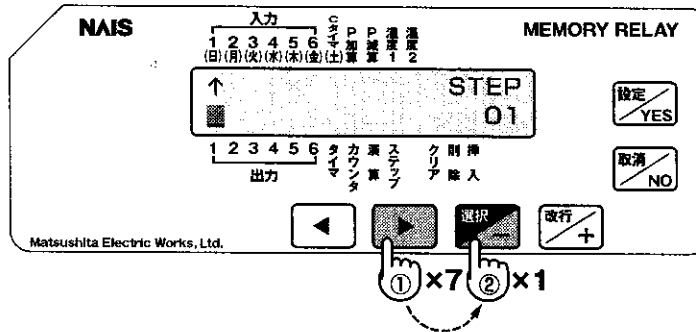 NAiS
MEMORY RELAY
入力
1 2 3 4 5 6
(日)(月)(火)(水)(木)(金)(土)
Cタイマ
P加算
P減算
温度1
温度2
↑ STEP
01
1 2 3 4 5 6
出力
タイマ
カウンタ
演算
ステップ
クリア
削除
挿入
設定/YES
取消/NO
◀
▶
選択/−
改行/+
Matsushita Electric Works, Ltd.
① ×7 ② ×1